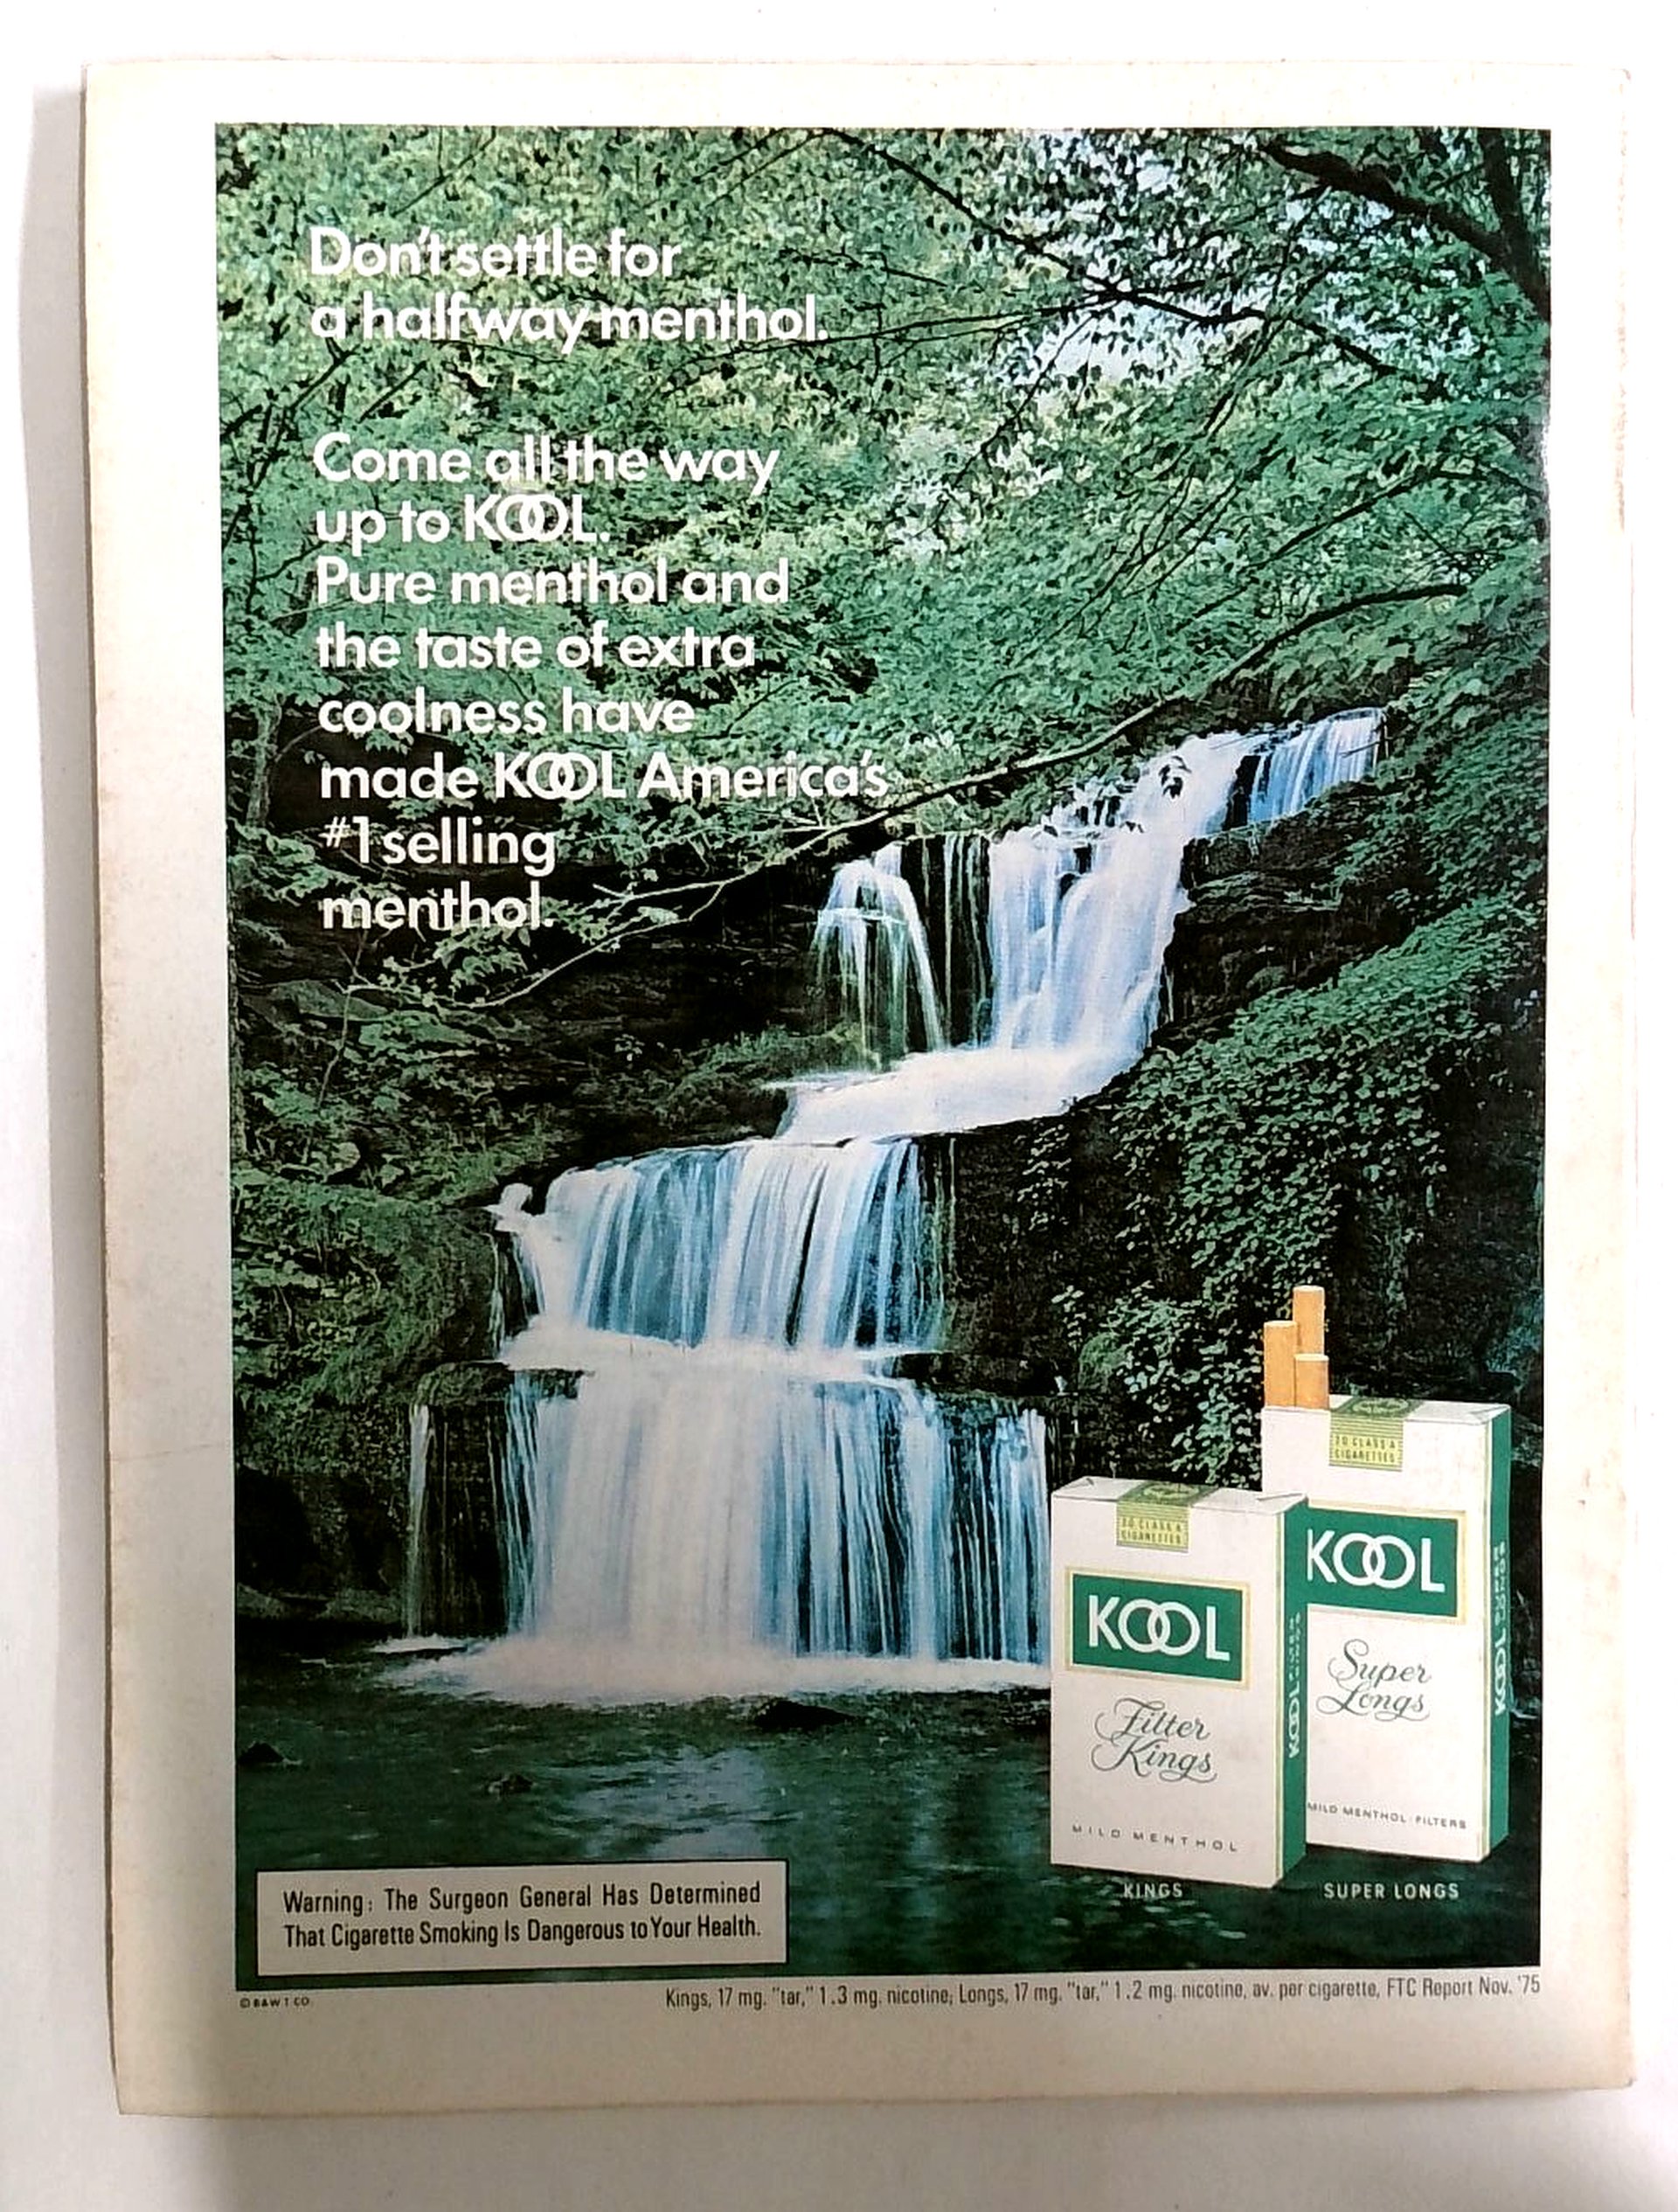 Don't settle for
a halfway menthol.
Come all the way
up to KOOL.
Pure menthol and
the taste of extra
coolness have
made KOOL America's
#1 selling
menthol.
20 CLASS A
CIGARETTES
KOOL
Super
Longs
MILD MENTHOL · FILTERS
KOOL SUPER LONGS
20 CLASS A
CIGARETTES
KOOL
Filter
Kings
MILD MENTHOL
KOOL
KINGS
SUPER LONGS
Warning: The Surgeon General Has Determined
That Cigarette Smoking Is Dangerous to Your Health.
© B&W T CO.
Kings, 17 mg. "tar," 1.3 mg. nicotine; Longs, 17 mg. "tar," 1.2 mg. nicotine, av. per cigarette, FTC Report Nov. '75